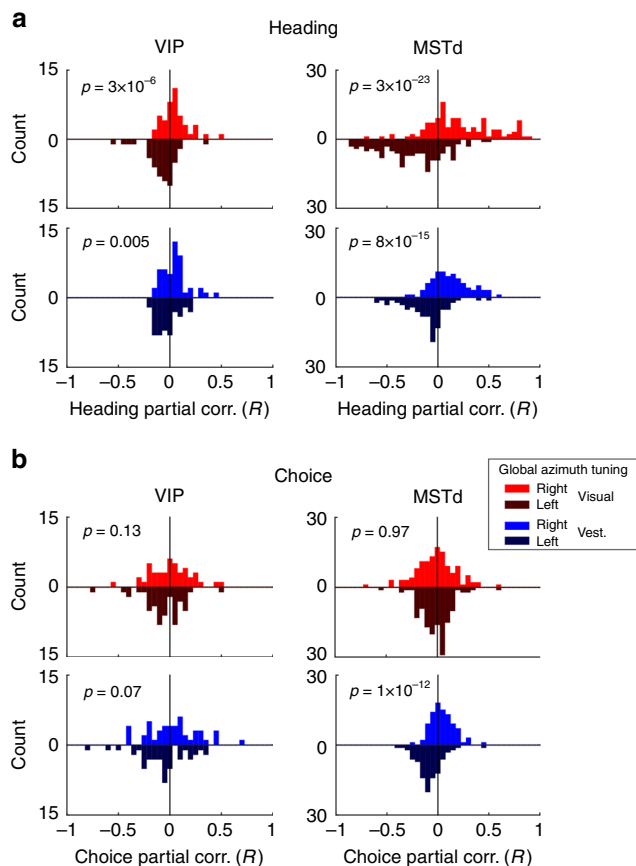 a
Heading
VIP
MSTd
15
0
15
Count
p = 3×10⁻⁶
30
0
30
p = 3×10⁻²³
15
0
15
Count
p = 0.005
30
0
30
p = 8×10⁻¹⁵
−1 −0.5 0 0.5 1
−1 −0.5 0 0.5 1
Heading partial corr. (R)
Heading partial corr. (R)
b
Choice
VIP
MSTd
Global azimuth tuning
Right
Left
Visual
Right
Left
Vest.
15
0
15
Count
p = 0.13
30
0
30
p = 0.97
15
0
15
Count
p = 0.07
30
0
30
p = 1×10⁻¹²
−1 −0.5 0 0.5 1
−1 −0.5 0 0.5 1
Choice partial corr. (R)
Choice partial corr. (R)